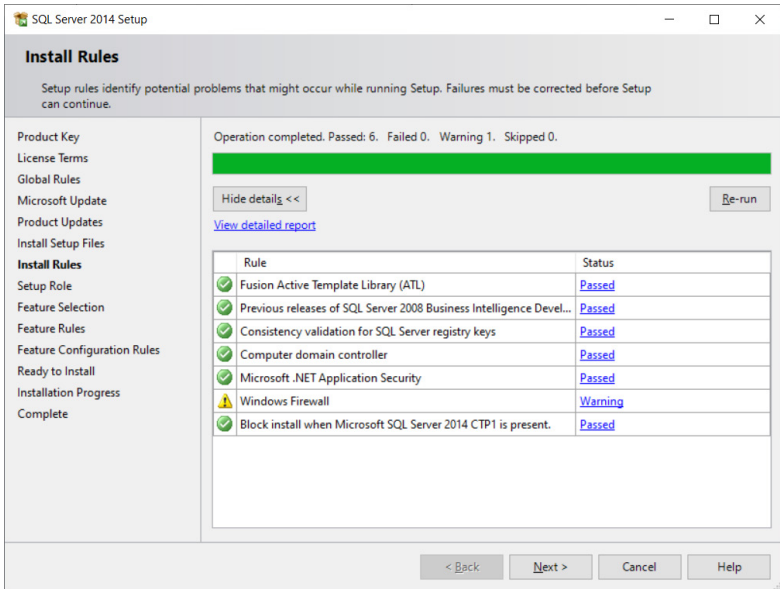 SQL Server 2014 Setup
Install Rules
Setup rules identify potential problems that might occur while running Setup. Failures must be corrected before Setup
can continue.
Product Key
License Terms
Global Rules
Microsoft Update
Product Updates
Install Setup Files
Install Rules
Setup Role
Feature Selection
Feature Rules
Feature Configuration Rules
Ready to Install
Installation Progress
Complete
Operation completed. Passed: 6. Failed 0. Warning 1. Skipped 0.
Hide details <<
Re-run
View detailed report
Rule Status
Fusion Active Template Library (ATL) Passed
Previous releases of SQL Server 2008 Business Intelligence Devel... Passed
Consistency validation for SQL Server registry keys Passed
Computer domain controller Passed
Microsoft .NET Application Security Passed
Windows Firewall Warning
Block install when Microsoft SQL Server 2014 CTP1 is present. Passed
< Back Next > Cancel Help